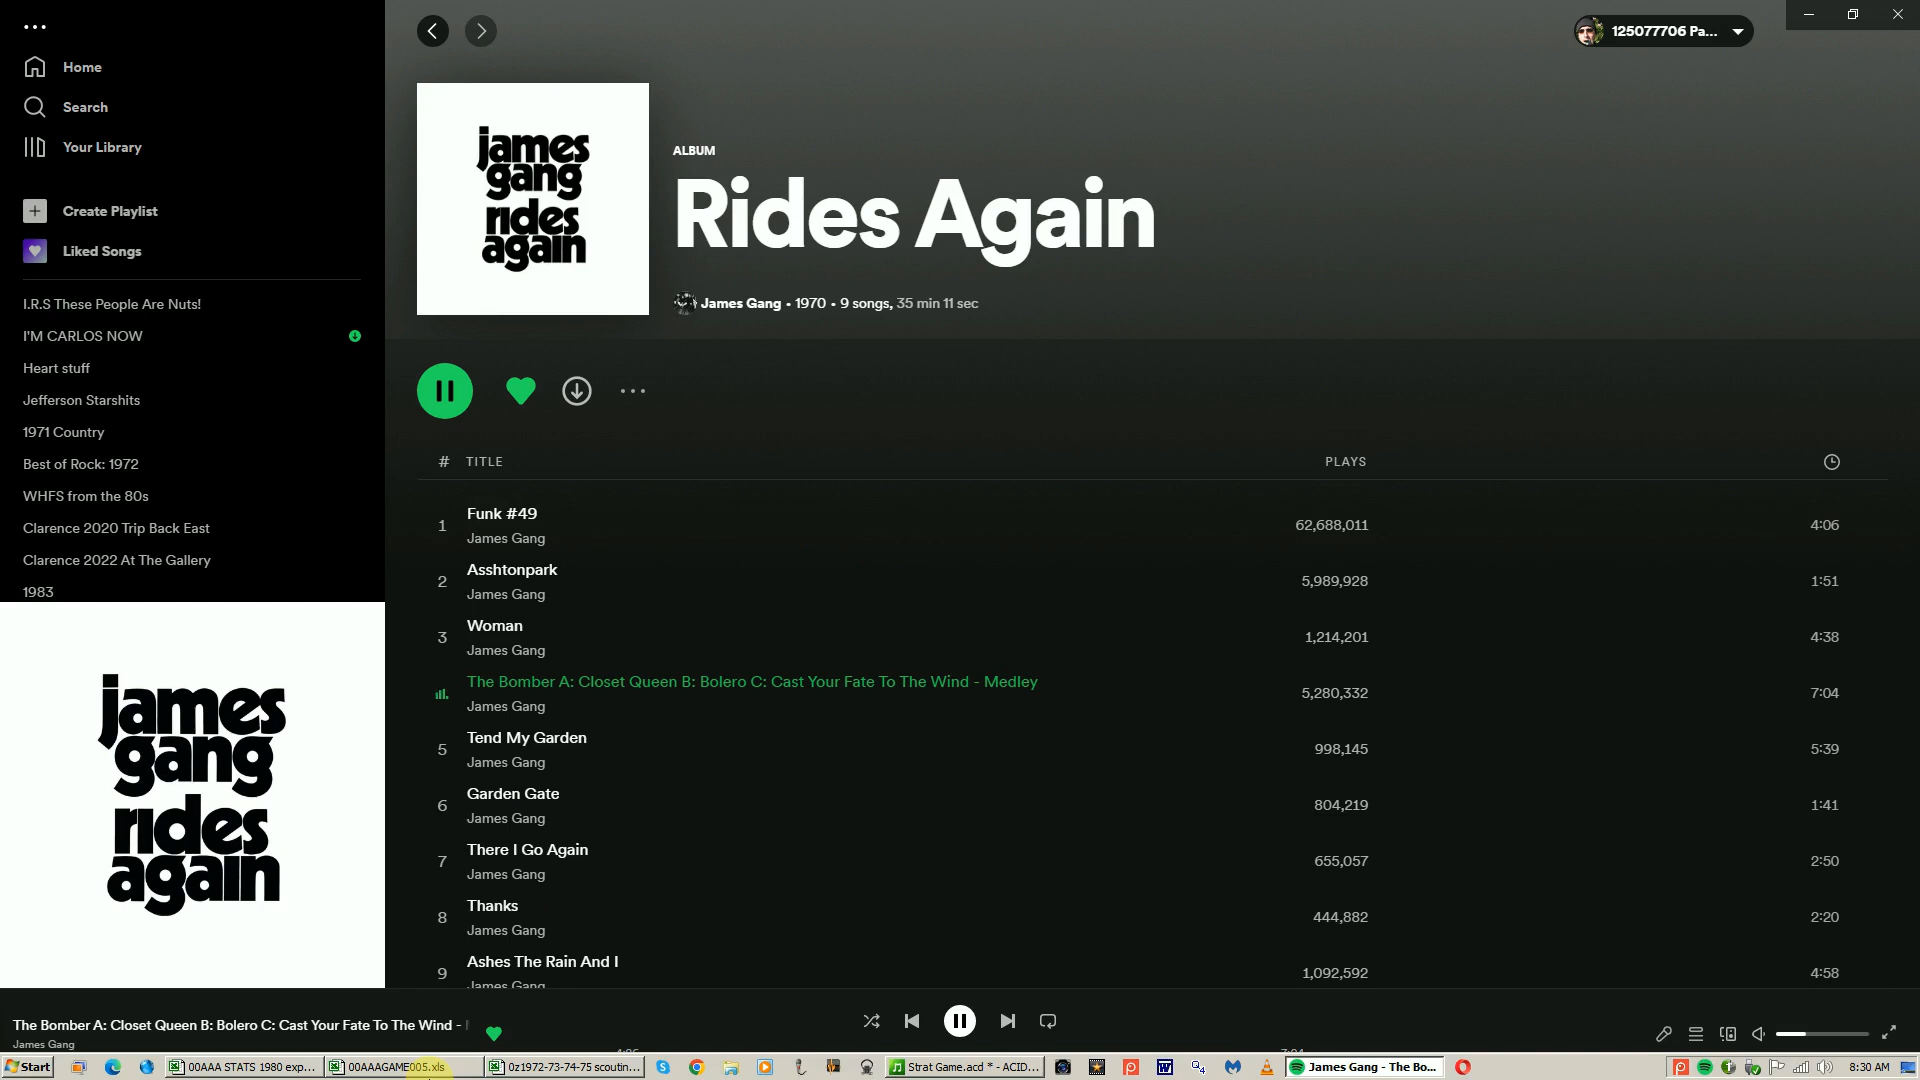 Home
Search
Your Library
Create Playlist
Liked Songs
I.R.S These People Are Nuts!
I'M CARLOS NOW
Heart stuff
Jefferson Starshits
1971 Country
Best of Rock: 1972
WHFS from the 80s
Clarence 2020 Trip Back East
Clarence 2022 At The Gallery
1983
james
gang
rides
again
125077706 Pa...
james
gang
rides
again
ALBUM
Rides Again
James Gang • 1970 • 9 songs, 35 min 11 sec
# TITLE PLAYS
1 Funk #49 62,688,011 4:06
James Gang
2 Asshtonpark 5,989,928 1:51
James Gang
3 Woman 1,214,201 4:38
James Gang
The Bomber A: Closet Queen B: Bolero C: Cast Your Fate To The Wind - Medley 5,280,332 7:04
James Gang
5 Tend My Garden 998,145 5:39
James Gang
6 Garden Gate 804,219 1:41
James Gang
7 There I Go Again 655,057 2:50
James Gang
8 Thanks 444,882 2:20
James Gang
9 Ashes The Rain And I 1,092,592 4:58
James Gang
The Bomber A: Closet Queen B: Bolero C: Cast Your Fate To The Wind -
James Gang
Start 00AAA STATS 1980 exp... 00AAAGAME005.xls 0z1972-73-74-75 scoutin... Strat Game.acd * - ACID... James Gang - The Bo... 8:30 AM